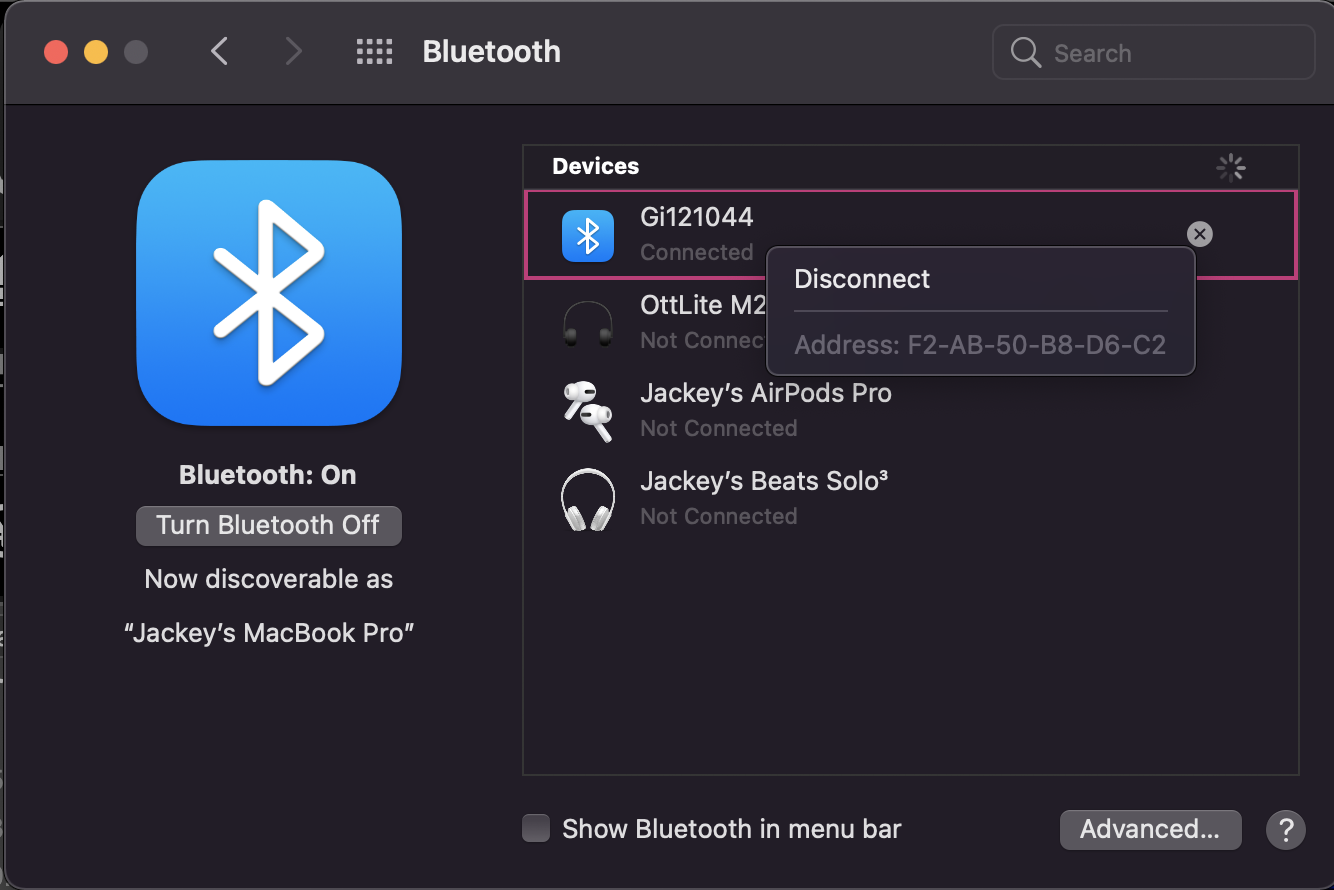 Bluetooth
Search
Devices
Gi121044
Connected
Disconnect
Address: F2-AB-50-B8-D6-C2
OttLite M2
Not Connec
Jackey’s AirPods Pro
Not Connected
Jackey’s Beats Solo³
Not Connected
Bluetooth: On
Turn Bluetooth Off
Now discoverable as
“Jackey’s MacBook Pro”
Show Bluetooth in menu bar
Advanced...
?